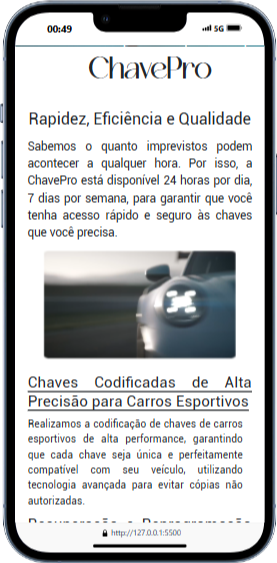 00:49 5G
ChavePro
Rapidez, Eficiência e Qualidade
Sabemos o quanto imprevistos podem
acontecer a qualquer hora. Por isso, a
ChavePro está disponível 24 horas por dia,
7 dias por semana, para garantir que você
tenha acesso rápido e seguro às chaves
que você precisa.
Chaves Codificadas de Alta
Precisão para Carros Esportivos
Realizamos a codificação de chaves de carros
esportivos de alta performance, garantindo
que cada chave seja única e perfeitamente
compatível com seu veículo, utilizando
tecnologia avançada para evitar cópias não
autorizadas.
Recuperação e Reprogramação
http://127.0.0.1:5500